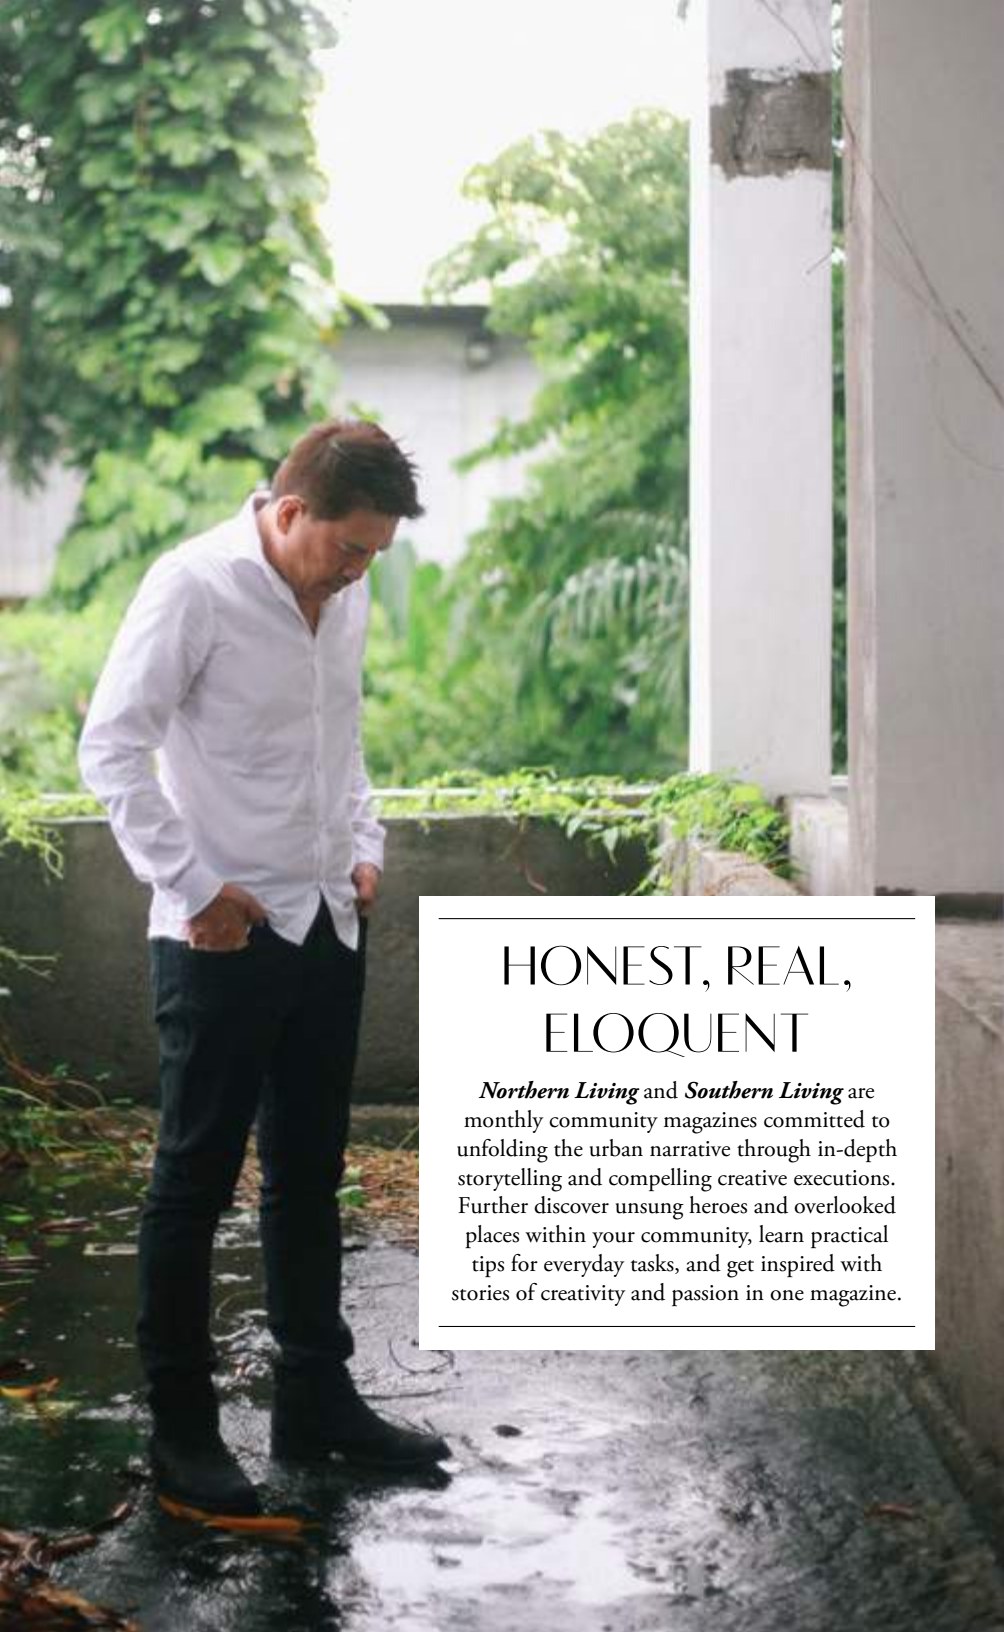 HONEST, REAL,
ELOQUENT
Northern Living and Southern Living are
monthly community magazines committed to
unfolding the urban narrative through in-depth
storytelling and compelling creative executions.
Further discover unsung heroes and overlooked
places within your community, learn practical
tips for everyday tasks, and get inspired with
stories of creativity and passion in one magazine.